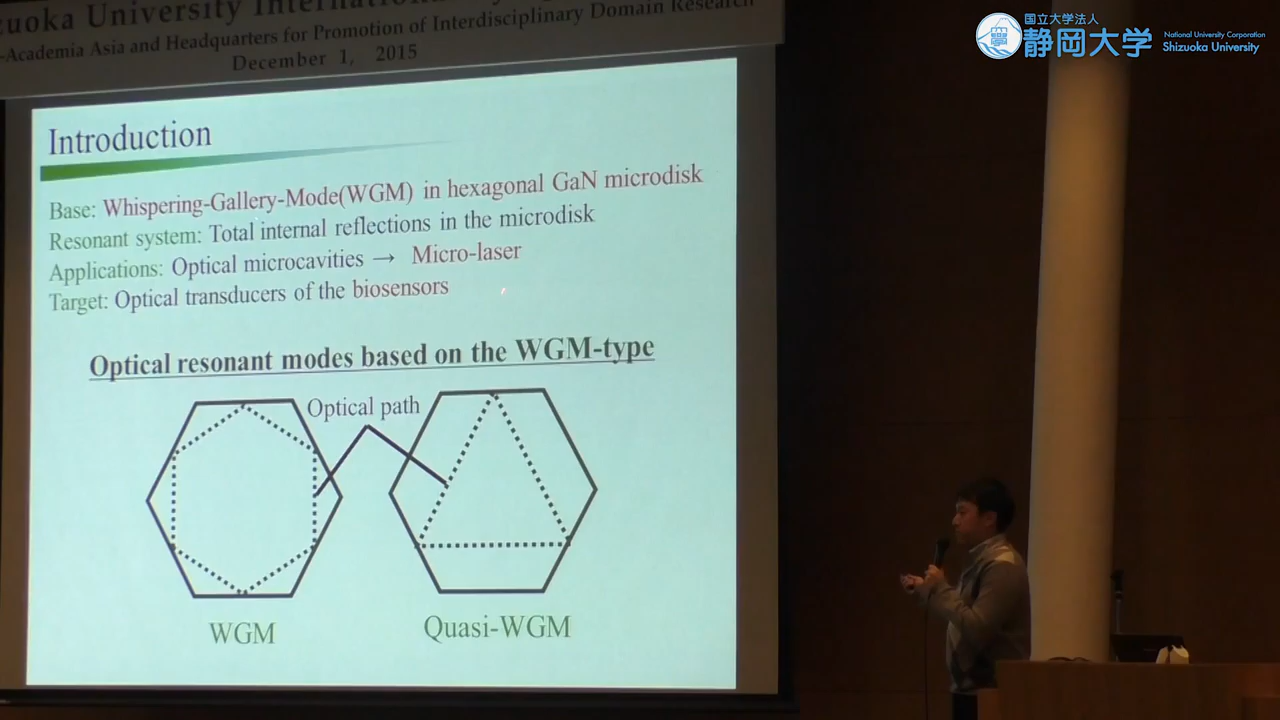 zuoka University Internation
-Academia Asia and Headquarters for Promotion of Interdisciplinary Domain Research
December 1, 2015
国立大学法人
静岡大学
National University Corporation
Shizuoka University
Introduction
Base: Whispering-Gallery-Mode(WGM) in hexagonal GaN microdisk
Resonant system: Total internal reflections in the microdisk
Applications: Optical microcavities → Micro-laser
Target: Optical transducers of the biosensors
Optical resonant modes based on the WGM-type
Optical path
WGM
Quasi-WGM